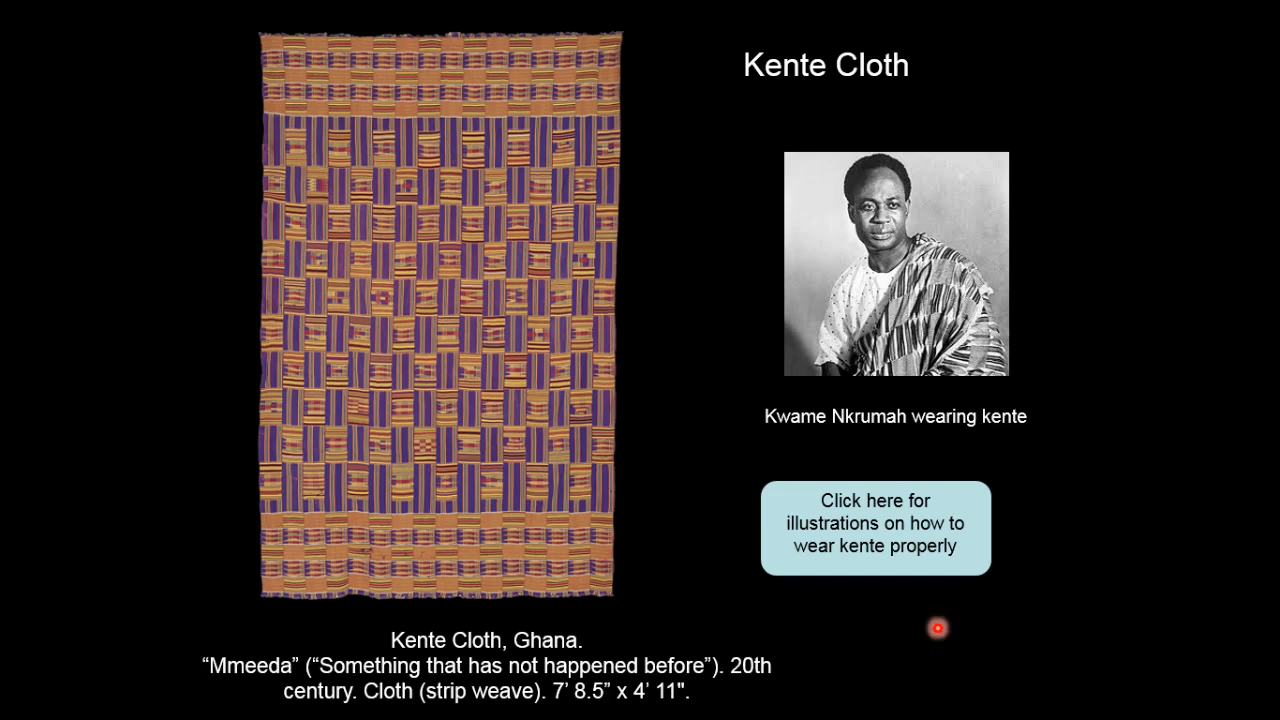 Kente Cloth
Kwame Nkrumah wearing kente
Click here for
illustrations on how to
wear kente properly
Kente Cloth, Ghana.
“Mmeeda” (“Something that has not happened before”). 20th
century. Cloth (strip weave). 7’ 8.5” x 4’ 11".